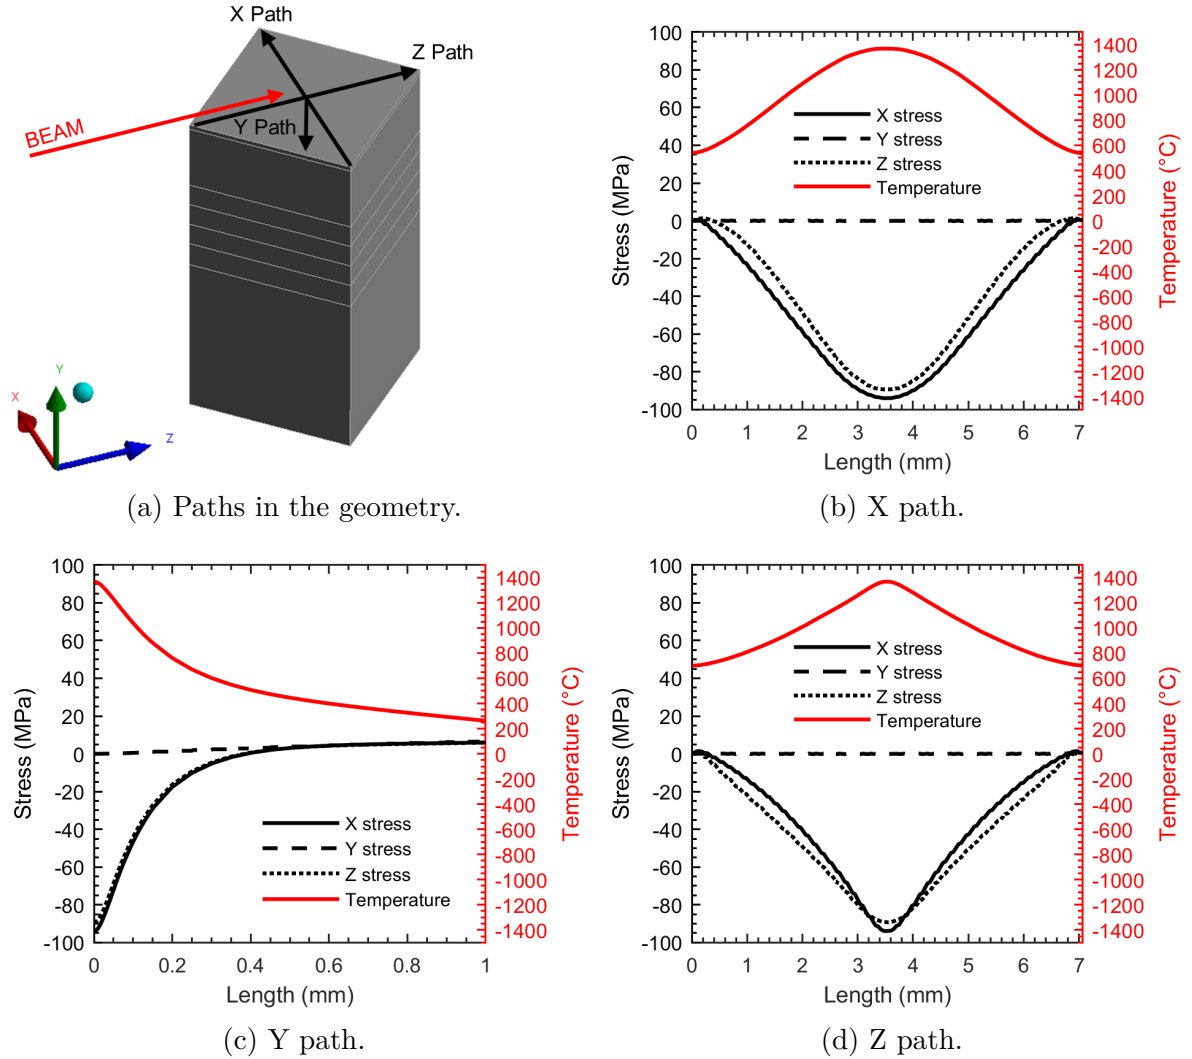 X Path
Z Path
BEAM
Y Path
Y
X
Z
(a) Paths in the geometry.
100
80
60
40
20
0
-20
-40
-60
-80
-100
Stress (MPa)
X stress
Y stress
Z stress
Temperature
1400
1200
1000
800
600
400
200
0
-200
-400
-600
-800
-1000
-1200
-1400
Temperature (°C)
0 1 2 3 4 5 6 7
Length (mm)
(b) X path.
100
80
60
40
20
0
-20
-40
-60
-80
-100
Stress (MPa)
X stress
Y stress
Z stress
Temperature
1400
1200
1000
800
600
400
200
0
-200
-400
-600
-800
-1000
-1200
-1400
Temperature (°C)
0 0.2 0.4 0.6 0.8 1
Length (mm)
(c) Y path.
100
80
60
40
20
0
-20
-40
-60
-80
-100
Stress (MPa)
X stress
Y stress
Z stress
Temperature
1400
1200
1000
800
600
400
200
0
-200
-400
-600
-800
-1000
-1200
-1400
Temperature (°C)
0 1 2 3 4 5 6 7
Length (mm)
(d) Z path.